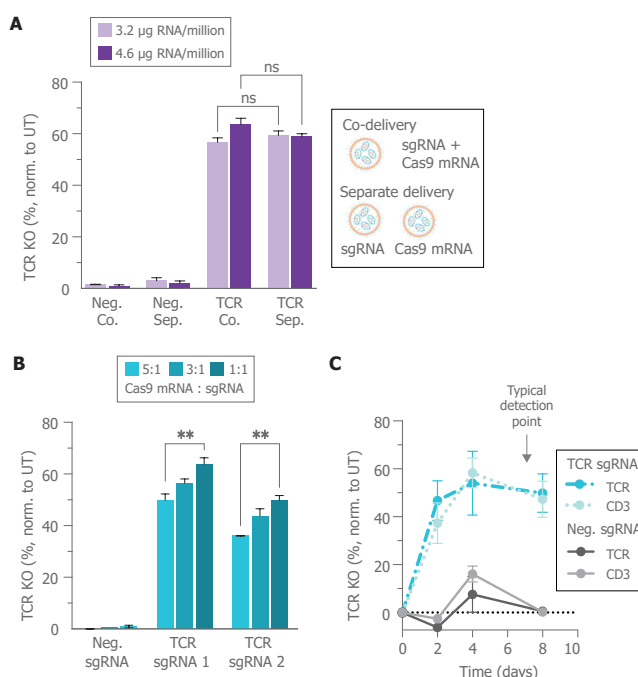 A
3.2 µg RNA/million
4.6 µg RNA/million
TCR KO (%, norm. to UT)
80
60
40
20
0
ns
ns
Neg. Co.
Neg. Sep.
TCR Co.
TCR Sep.
Co-delivery
sgRNA +
Cas9 mRNA
Separate delivery
sgRNA Cas9 mRNA
B
5:1 3:1 1:1
Cas9 mRNA : sgRNA
TCR KO (%, norm. to UT)
80
60
40
20
0
**
**
Neg. sgRNA
TCR sgRNA 1
TCR sgRNA 2
C
Typical
detection
point
TCR KO (%, norm. to UT)
80
60
40
20
0
0 2 4 6 8 10
Time (days)
TCR sgRNA
TCR
CD3
Neg. sgRNA
TCR
CD3